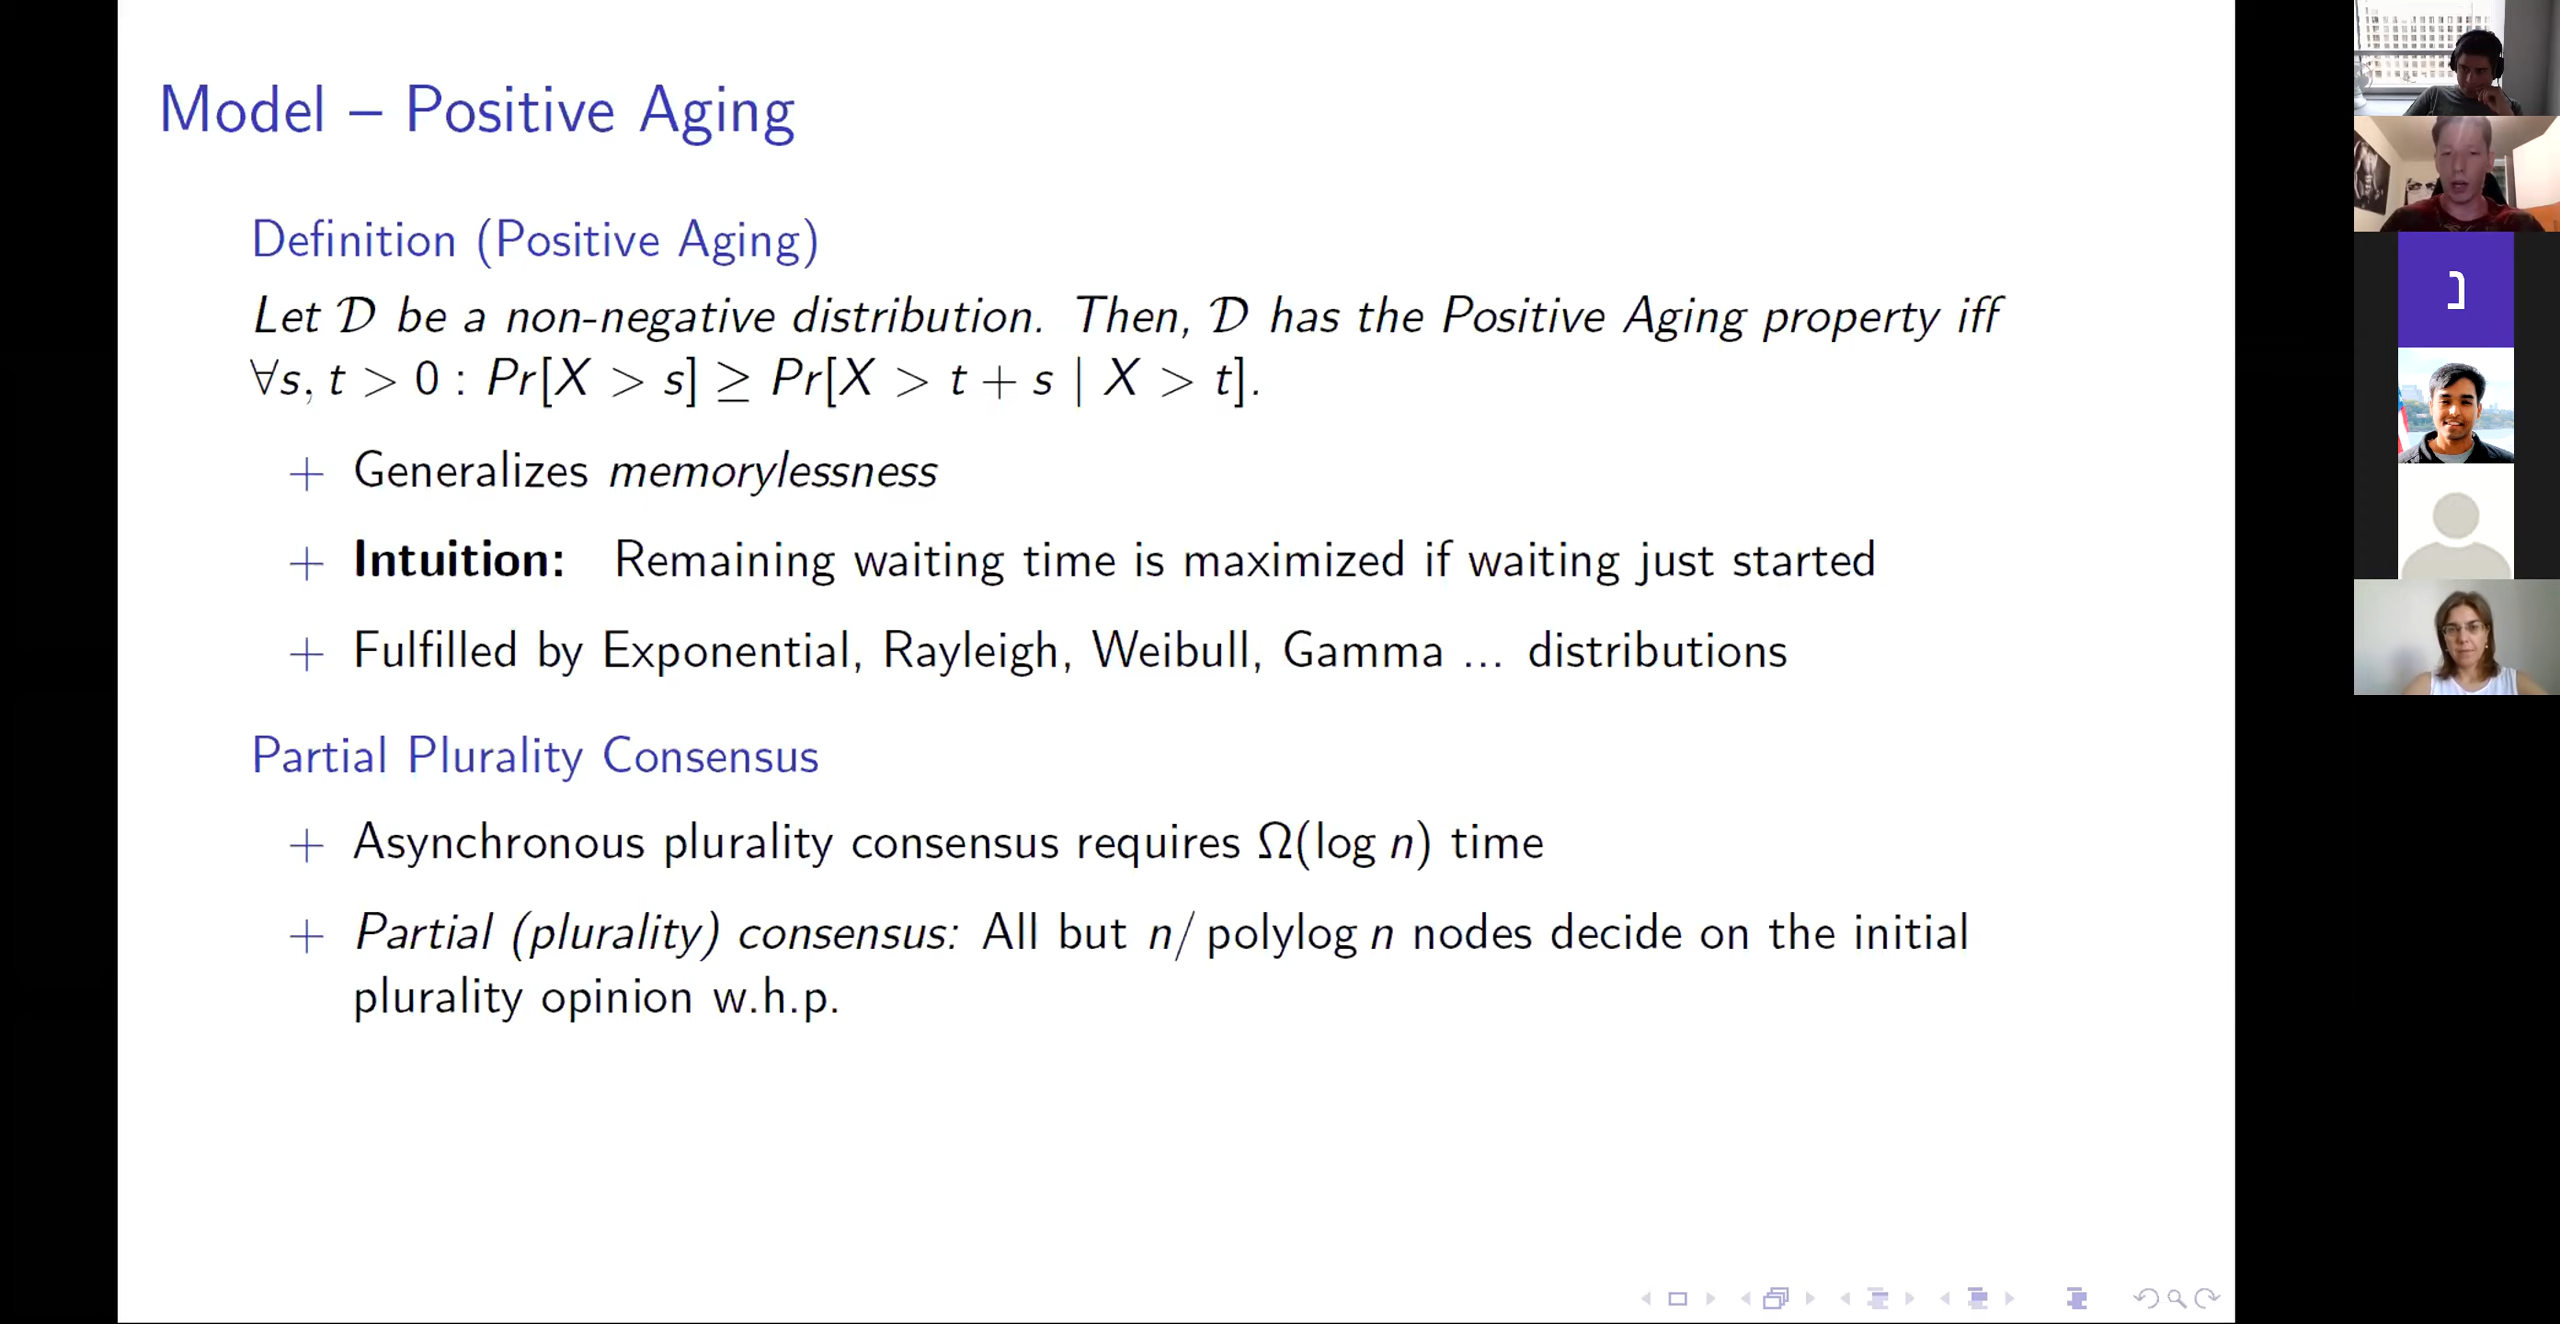 Model – Positive Aging
Definition (Positive Aging)
Let 𝒟 be a non-negative distribution. Then, 𝒟 has the Positive Aging property iff
∀s, t > 0 : Pr[X > s] ≥ Pr[X > t + s | X > t].
+ Generalizes memorylessness
+ Intuition: Remaining waiting time is maximized if waiting just started
+ Fulfilled by Exponential, Rayleigh, Weibull, Gamma ... distributions
Partial Plurality Consensus
+ Asynchronous plurality consensus requires Ω(log n) time
+ Partial (plurality) consensus: All but n/ polylog n nodes decide on the initial
plurality opinion w.h.p.
נ